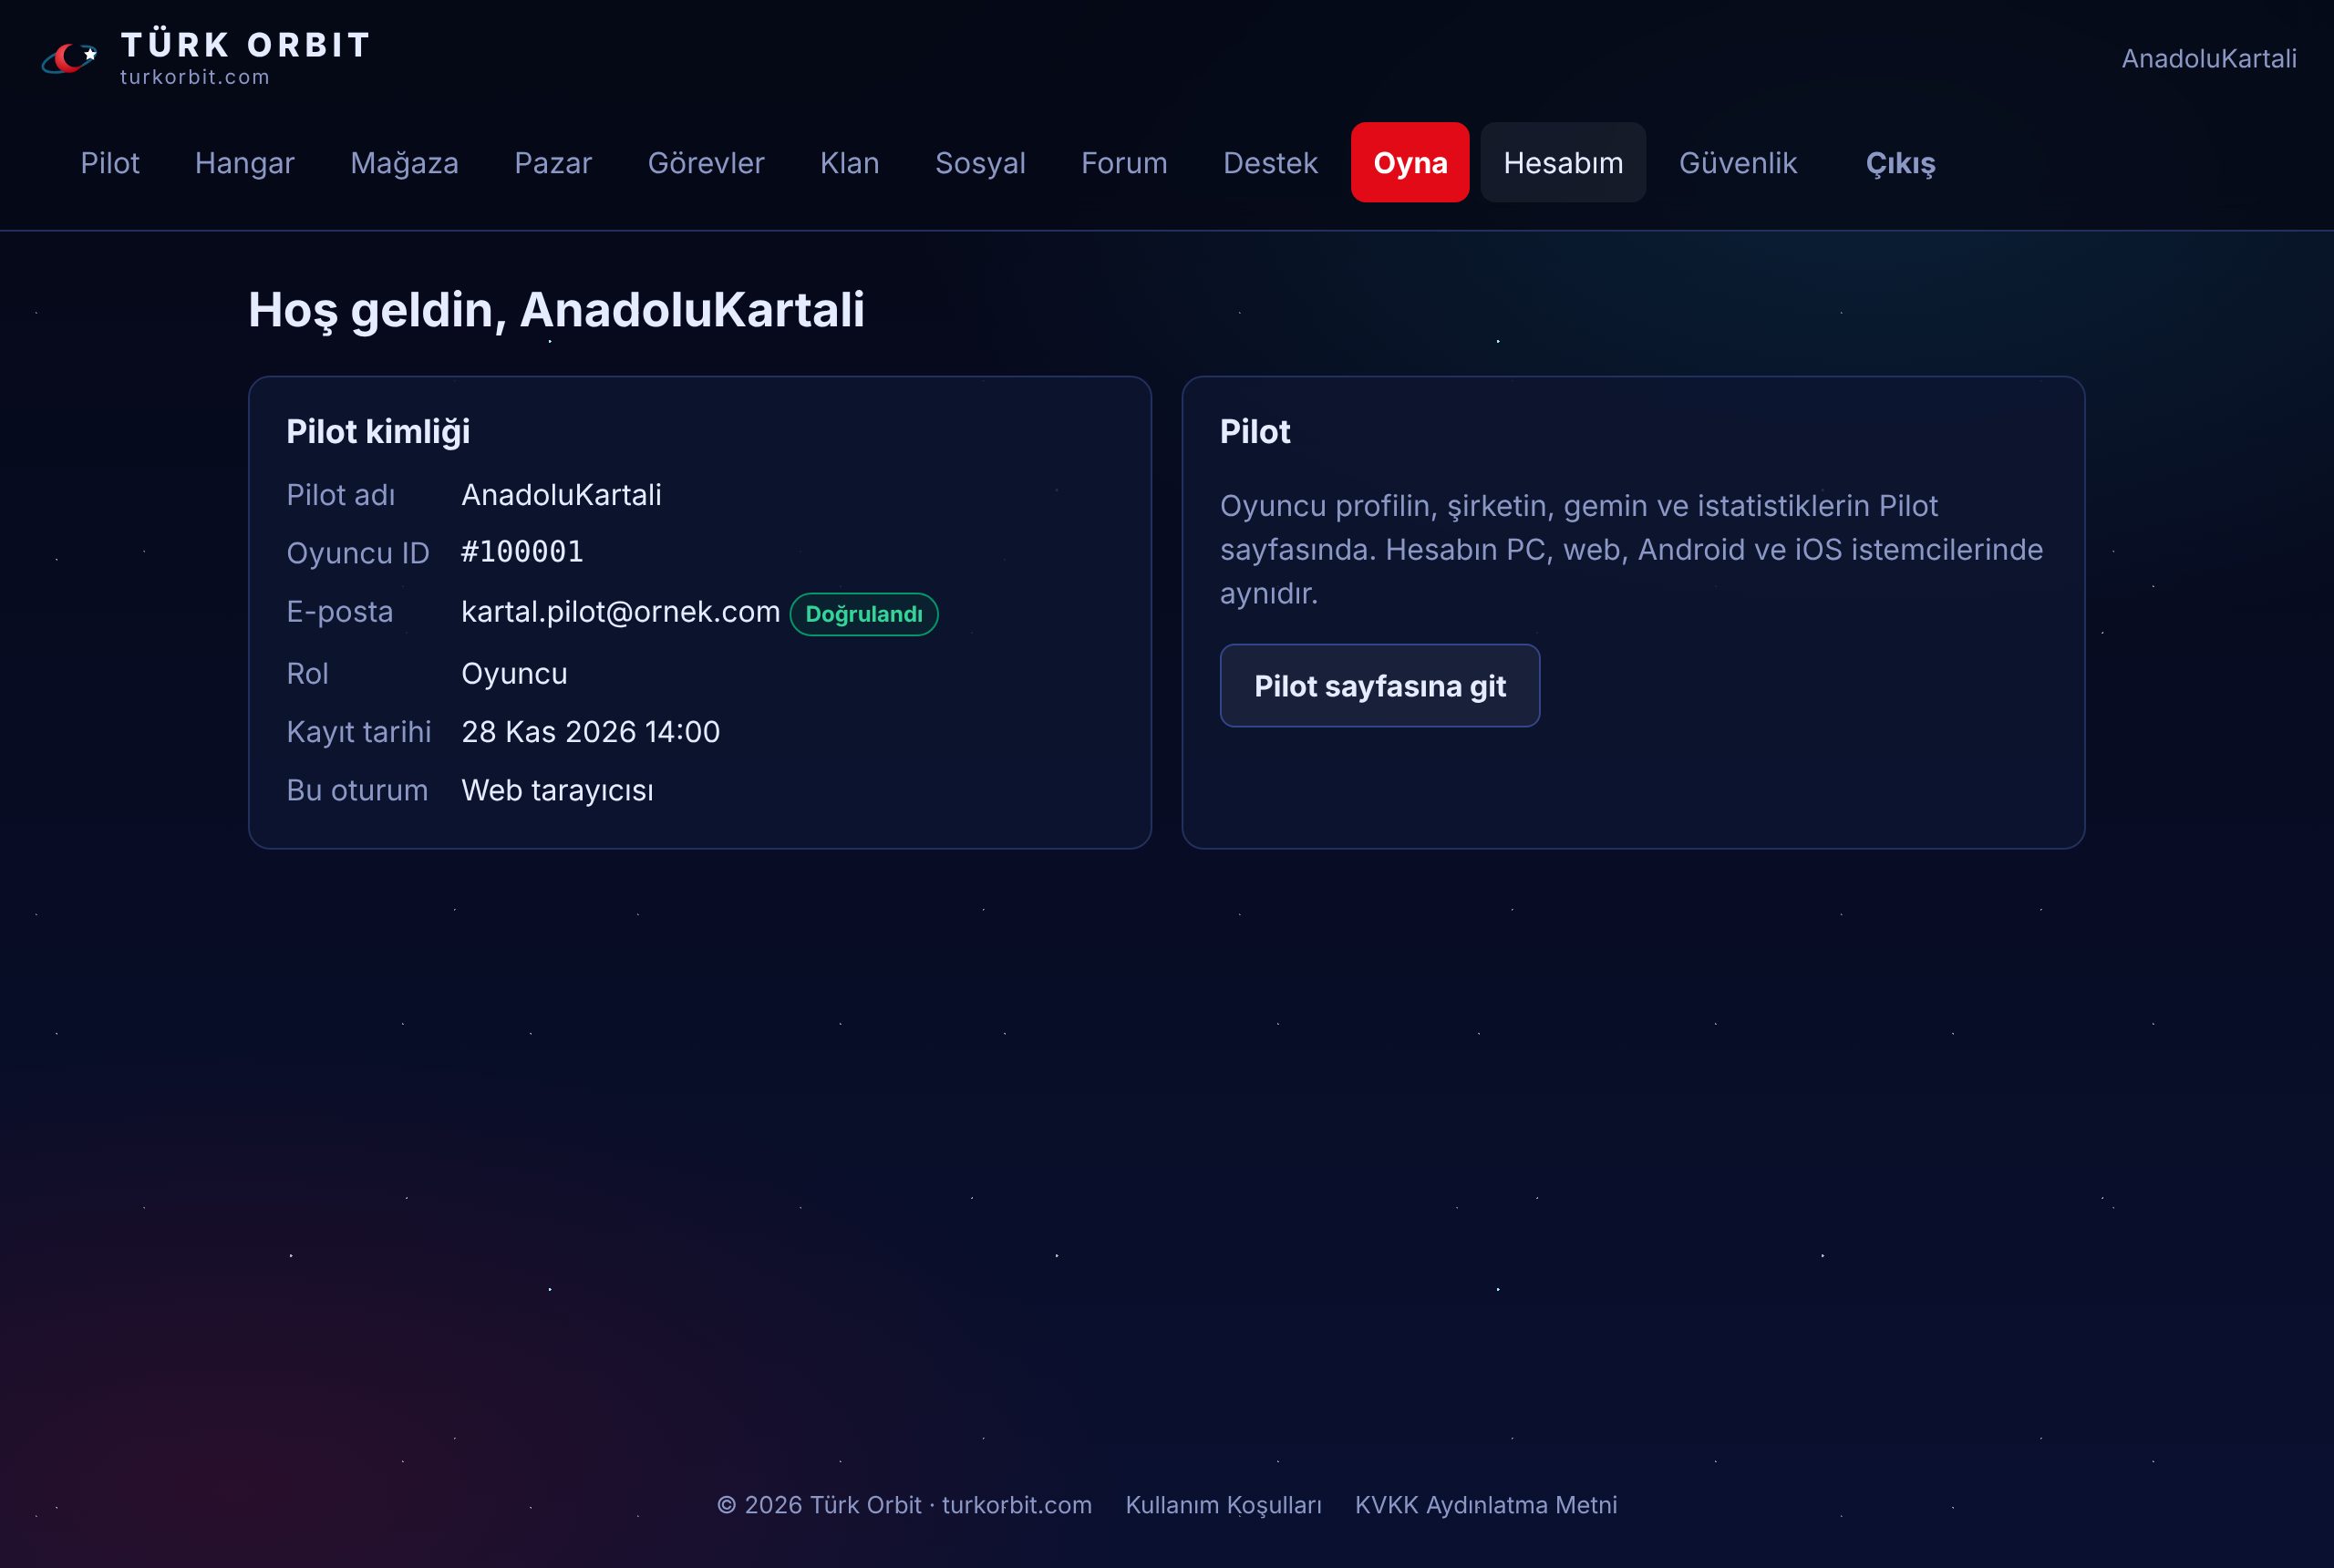 TÜRK ORBIT
turkorbit.com
AnadoluKartali
Pilot Hangar Mağaza Pazar Görevler Klan Sosyal Forum Destek Oyna Hesabım Güvenlik Çıkış
Hoş geldin, AnadoluKartali
Pilot kimliği
Pilot adı AnadoluKartali
Oyuncu ID #100001
E-posta kartal.pilot@ornek.com Doğrulandı
Rol Oyuncu
Kayıt tarihi 28 Kas 2026 14:00
Bu oturum Web tarayıcısı
Pilot
Oyuncu profilin, şirketin, gemin ve istatistiklerin Pilot
sayfasında. Hesabın PC, web, Android ve iOS istemcilerinde
aynıdır.
Pilot sayfasına git
© 2026 Türk Orbit · turkorbit.com Kullanım Koşulları KVKK Aydınlatma Metni